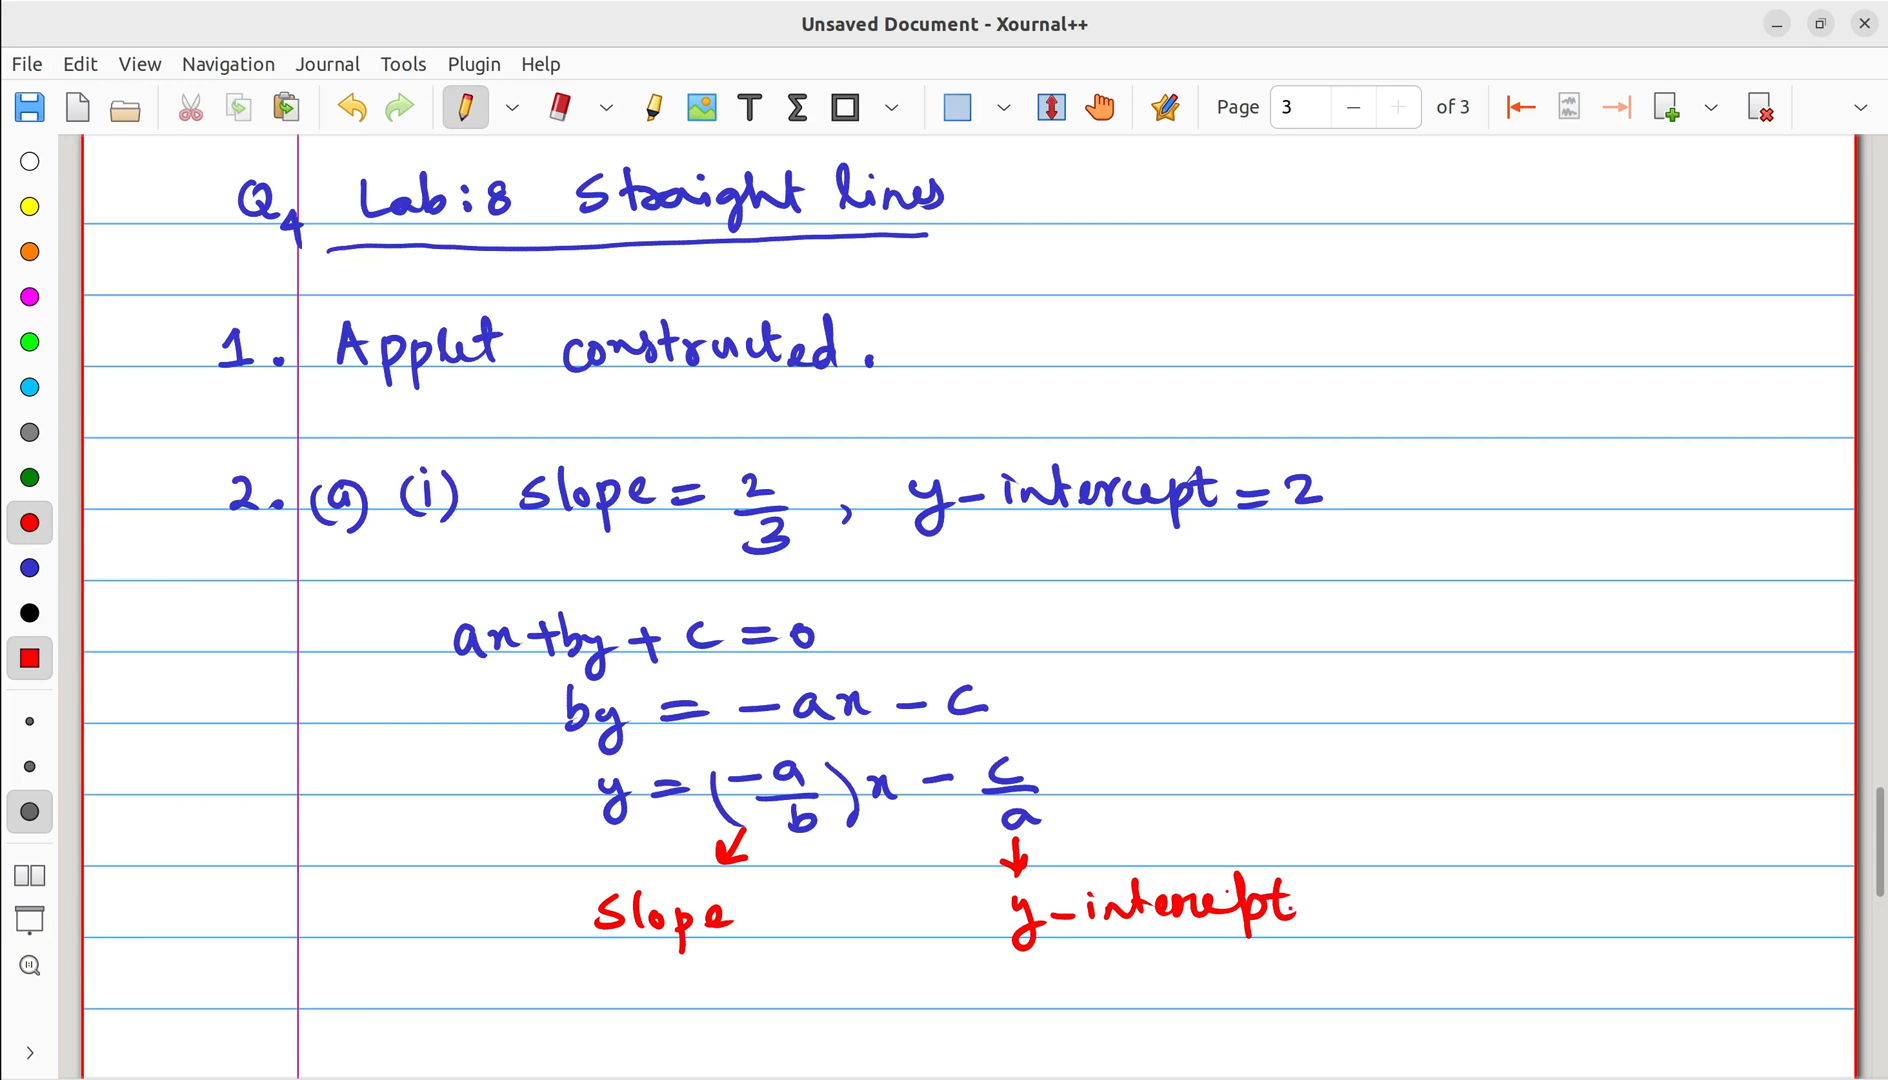 Unsaved Document - Xournal++
File Edit View Navigation Journal Tools Plugin Help
Page 3 of 3
Q4 Lab:8 Straight lines
1. Applet constructed.
2. (a) (i) slope = 2/3, y-intercept = 2
ax+by + c = 0
by = -ax - c
y = (-a/b)x - c/a
slope y-intercept